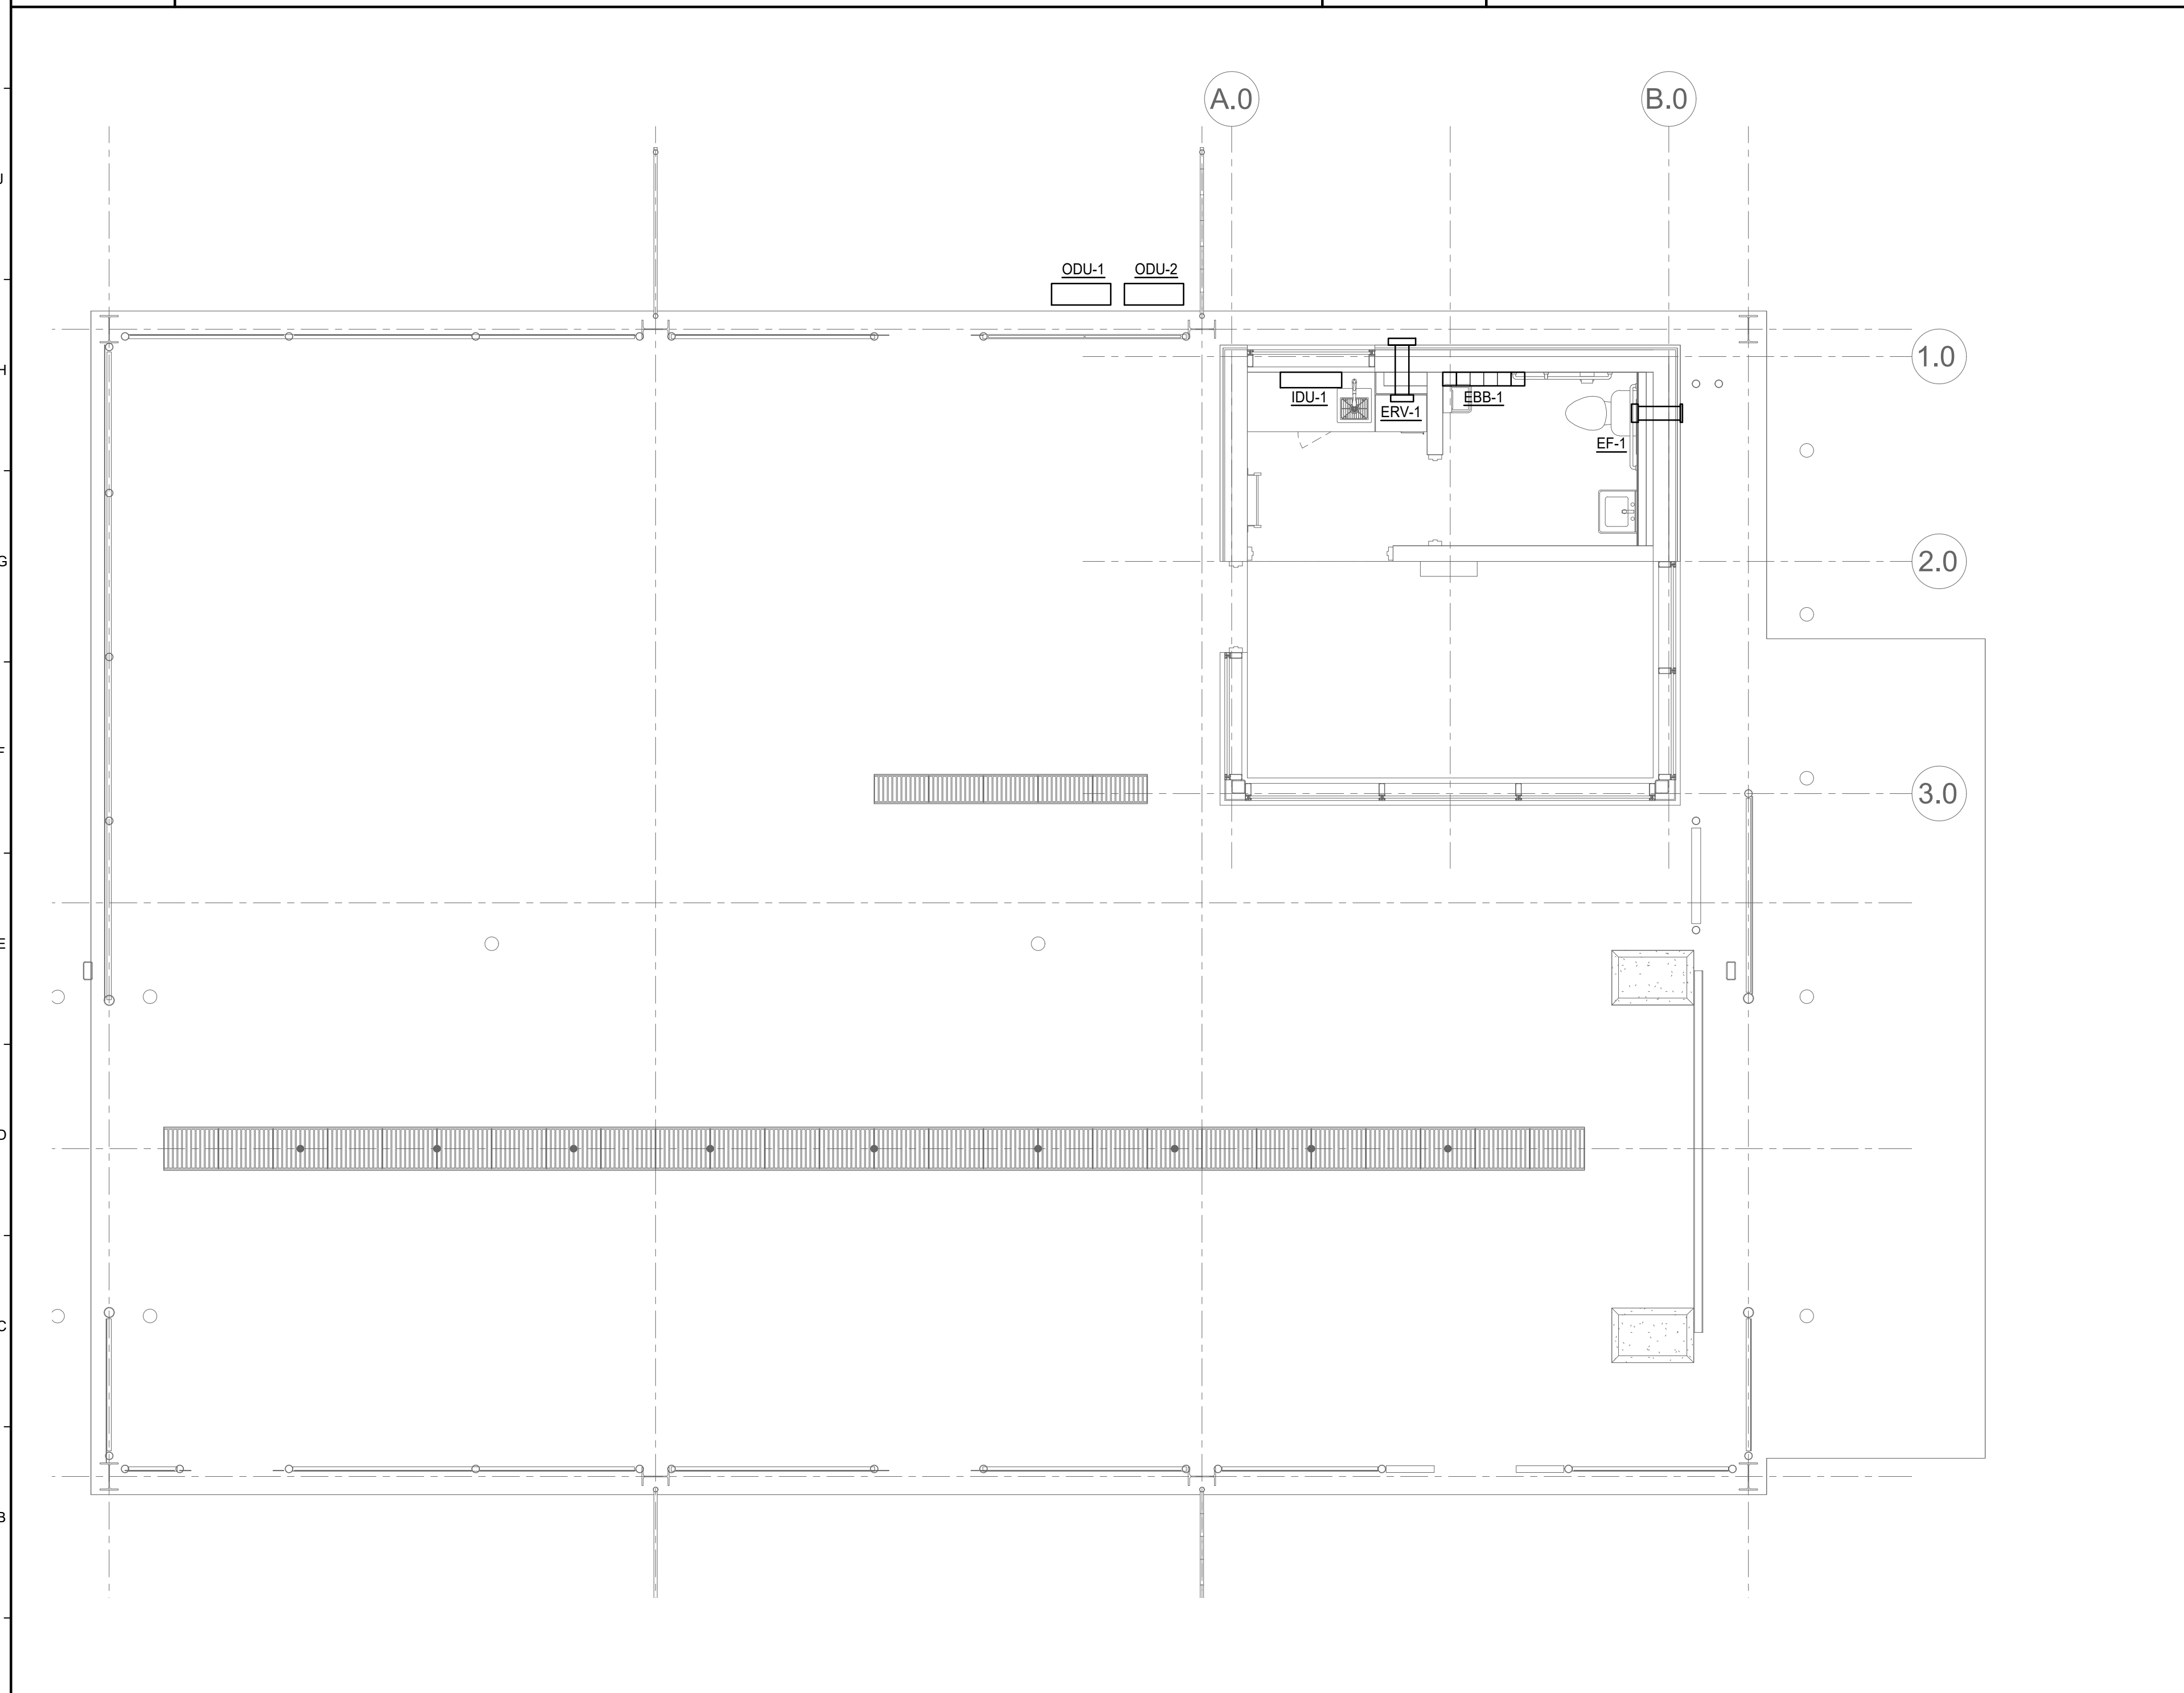 A.0
B.0
J
ODU-1
ODU-2
1.0
H
IDU-1
ERV-1
EBB-1
EF-1
G
2.0
F
3.0
E
D
C
B